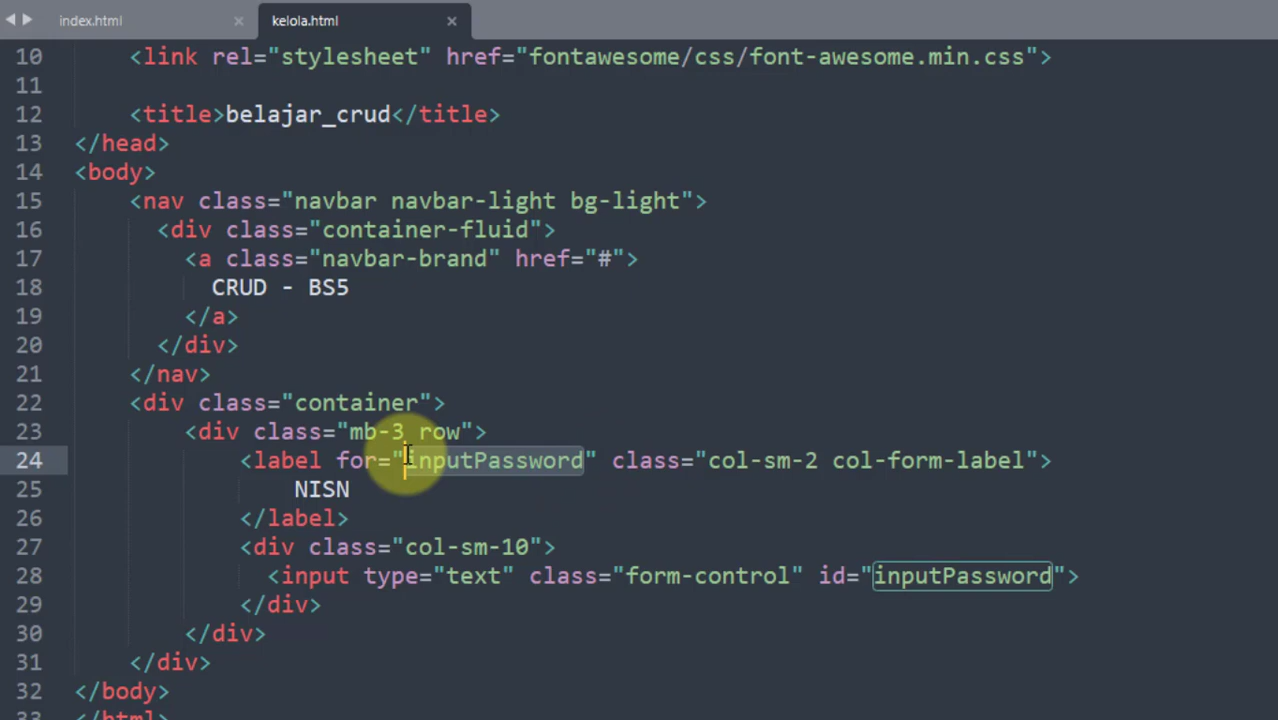 index.html
kelola.html
10 <link rel="stylesheet" href="fontawesome/css/font-awesome.min.css">
11
12 <title>belajar_crud</title>
13 </head>
14 <body>
15 <nav class="navbar navbar-light bg-light">
16 <div class="container-fluid">
17 <a class="navbar-brand" href="#">
18 CRUD - BS5
19 </a>
20 </div>
21 </nav>
22 <div class="container">
23 <div class="mb-3 row">
24 <label for="inputPassword" class="col-sm-2 col-form-label">
25 NISN
26 </label>
27 <div class="col-sm-10">
28 <input type="text" class="form-control" id="inputPassword">
29 </div>
30 </div>
31 </div>
32 </body>
33 </html>